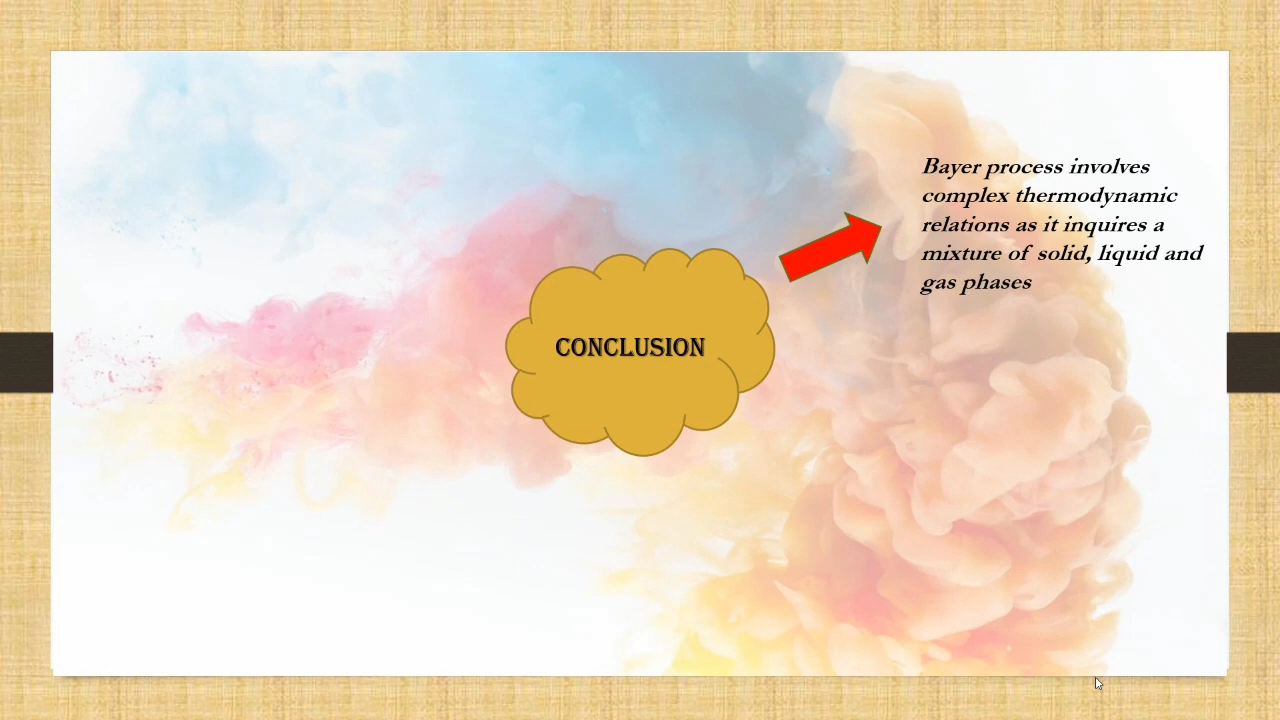 CONCLUSION
Bayer process involves
complex thermodynamic
relations as it inquires a
mixture of solid, liquid and
gas phases